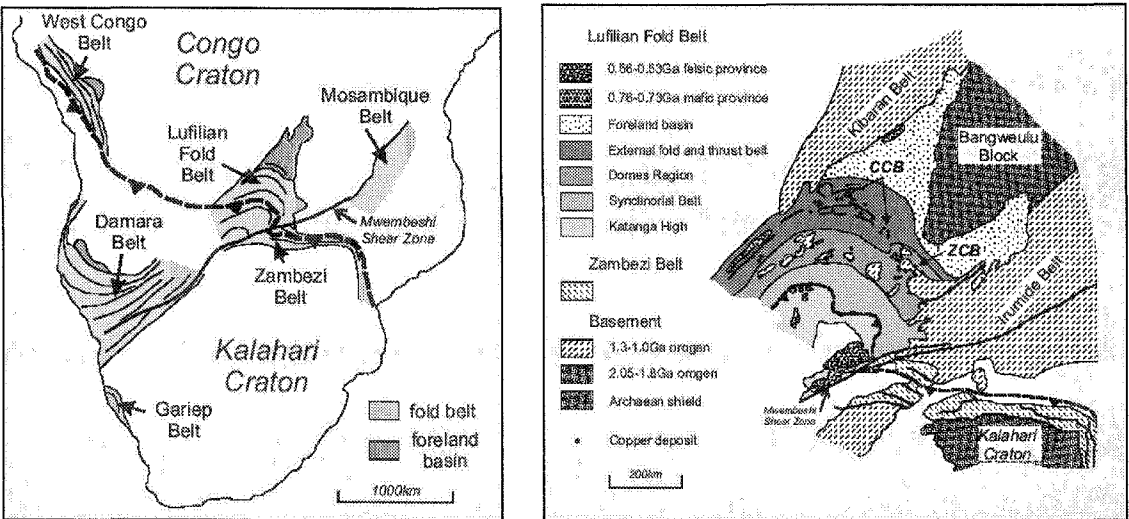 West Congo
Belt
Congo
Craton
Mosambique
Belt
Lufilian
Fold
Belt
Damara
Belt
Mwembeshi
Shear Zone
Zambezi
Belt
Kalahari
Craton
Gariep
Belt
fold belt
foreland
basin
1000km
Lufilian Fold Belt
0.56-0.53Ga felsic province
0.76-0.73Ga mafic province
Foreland basin
External fold and thrust belt
Domes Region
Synclinorial Belt
Katanga High
Zambezi Belt
Basement
1.3-1.0Ga orogen
2.05-1.8Ga orogen
Archaean shield
Copper deposit
200km
Kibaran Belt
Bangweulu
Block
CCB
ZCB
Irumide Belt
Mwembeshi
Shear Zone
Kalahari
Craton